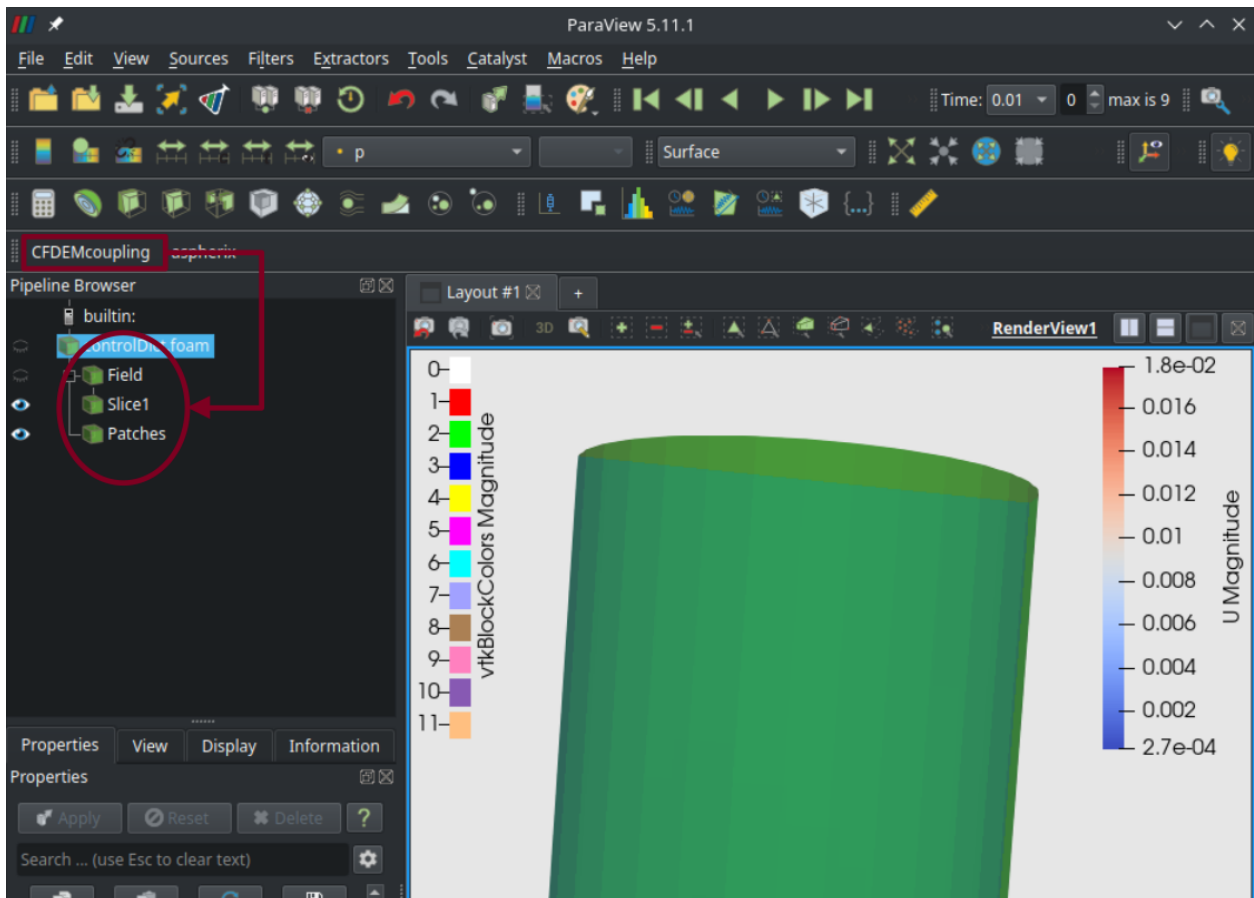 ParaView 5.11.1
File Edit View Sources Filters Extractors Tools Catalyst Macros Help
Time: 0.01 0 max is 9
p Surface
3D
CFDEMcoupling aspherix
Pipeline Browser
builtin:
controlDict.foam
Field
Slice1
Patches
Properties View Display Information
Properties
Apply Reset Delete ?
Search ... (use Esc to clear text)
Layout #1 +
RenderView1
0
1
2
3
4
5
6
7
8
9
10
11
vtkBlockColors Magnitude
1.8e-02
0.016
0.014
0.012
0.01
0.008
0.006
0.004
0.002
2.7e-04
U Magnitude